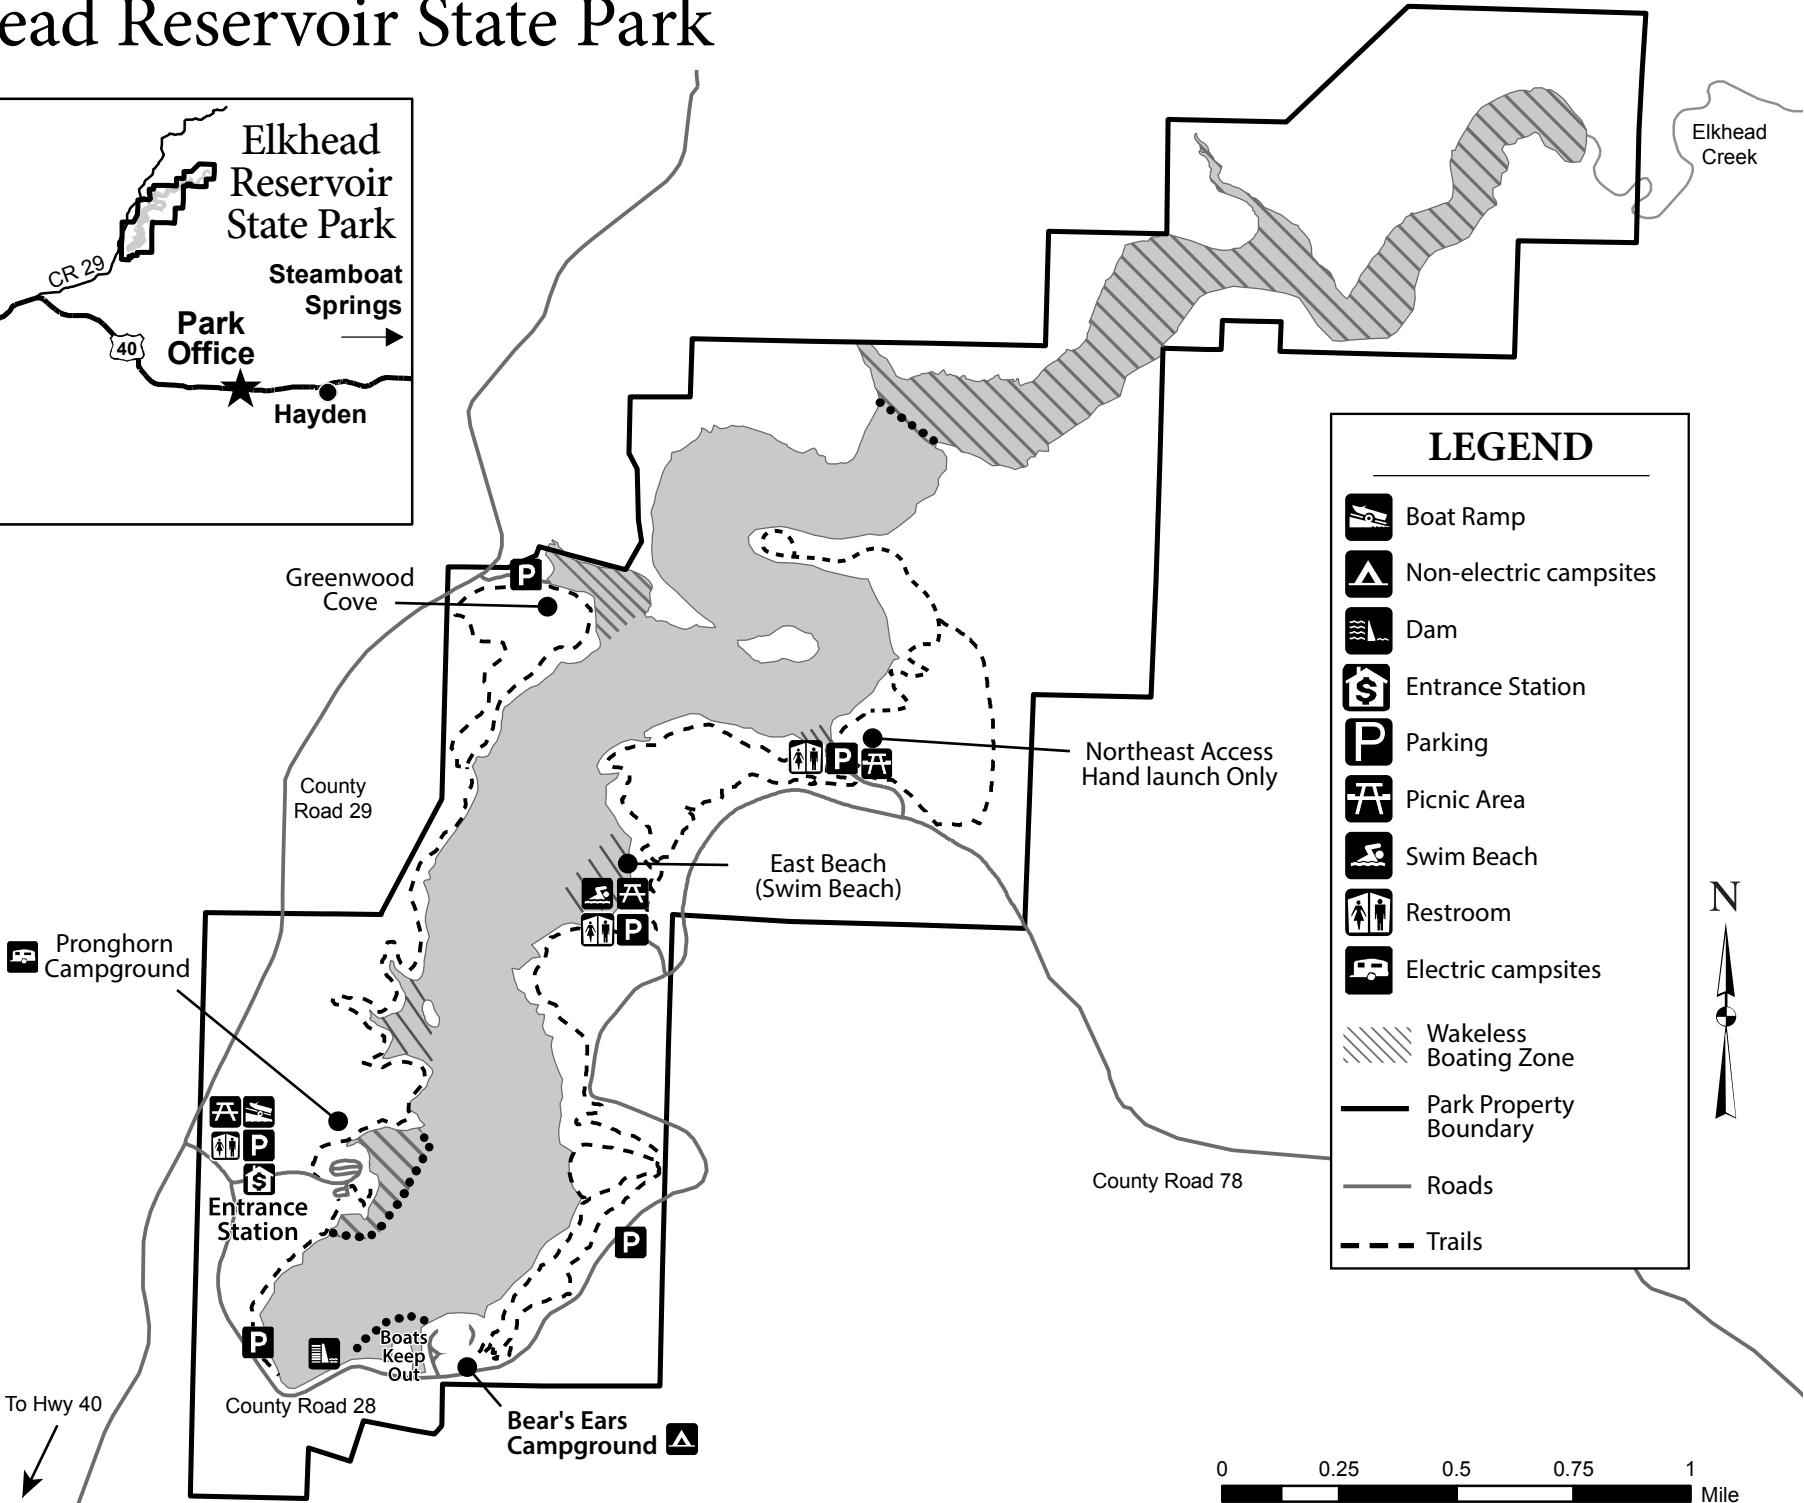 ead Reservoir State Park
Elkhead
Reservoir
State Park
CR 29
Steamboat
Springs
Park
Office
40
Hayden
Elkhead
Creek
Greenwood
Cove
P
County
Road 29
Northeast Access
Hand launch Only
P
East Beach
(Swim Beach)
P
Pronghorn
Campground
P
$
Entrance
Station
P
P
Boats
Keep
Out
County Road 28
To Hwy 40
Bear's Ears
Campground
County Road 78
LEGEND
Boat Ramp
Non-electric campsites
Dam
$ Entrance Station
P Parking
Picnic Area
Swim Beach
Restroom
Electric campsites
Wakeless
Boating Zone
Park Property
Boundary
Roads
Trails
N
0 0.25 0.5 0.75 1
Mile